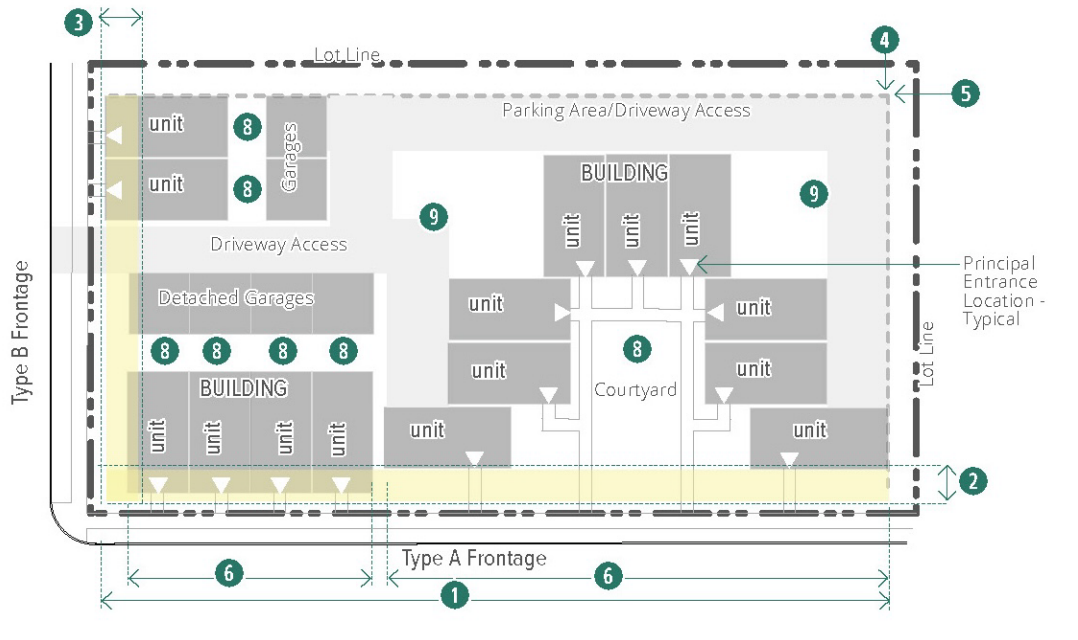 3
Lot Line
4
5
Parking Area/Driveway Access
unit
8
Garages
unit
8
BUILDING
9
9
unit
unit
unit
Driveway Access
Principal
Entrance
Location -
Typical
Detached Garages
unit
unit
8
8
8
8
8
Type B Frontage
Lot Line
BUILDING
unit
unit
Courtyard
unit
unit
unit
unit
unit
unit
2
Type A Frontage
6
6
1